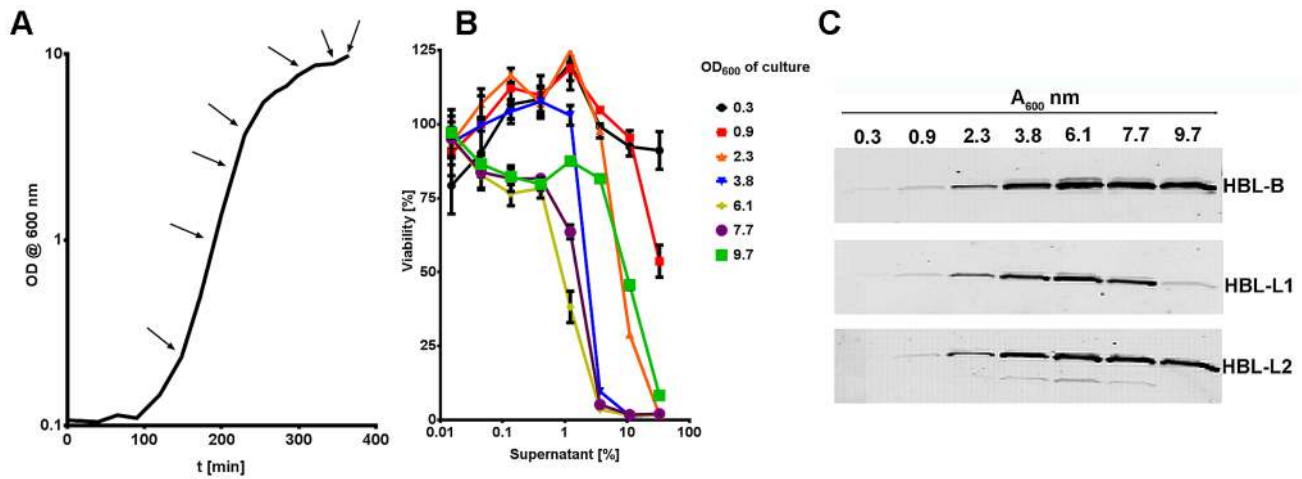 A
OD @ 600 nm
10
1
0.1
0
100
200
300
400
t [min]
B
Viability [%]
125
100
75
50
25
0
0.01
0.1
1
10
100
Supernatant [%]
OD600 of culture
0.3
0.9
2.3
3.8
6.1
7.7
9.7
C
A600 nm
0.3 0.9 2.3 3.8 6.1 7.7 9.7
HBL-B
HBL-L1
HBL-L2